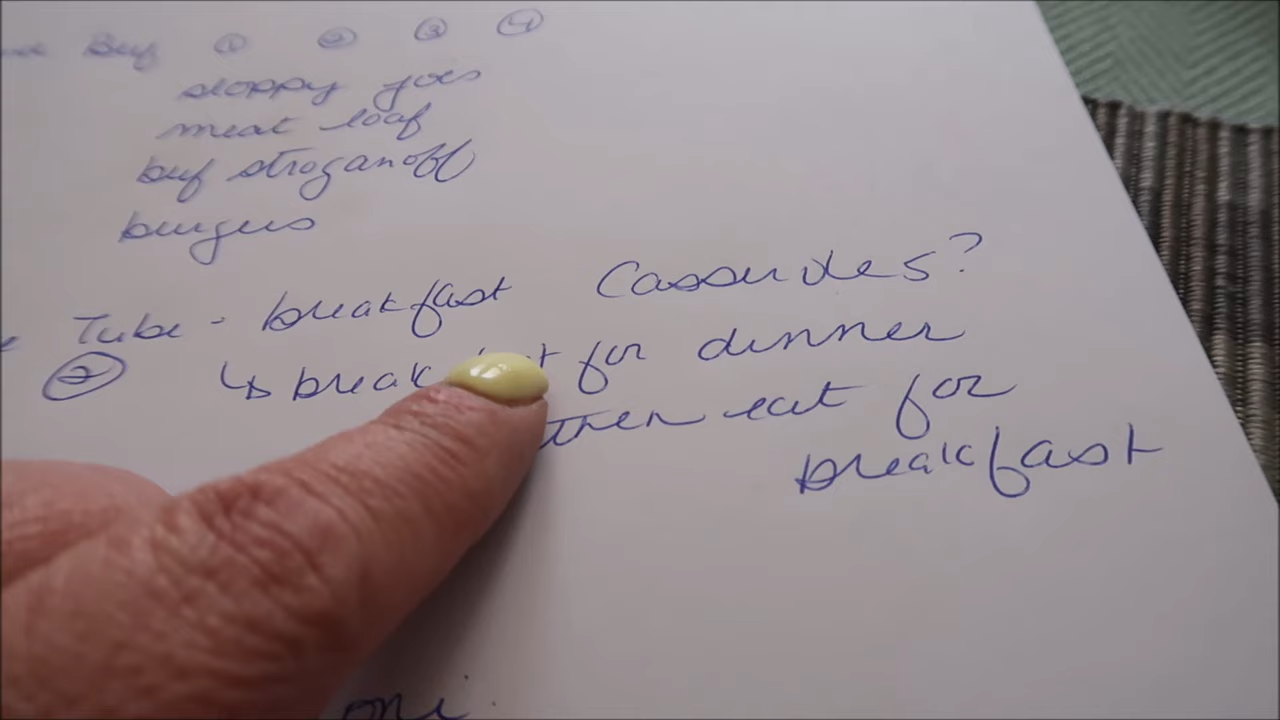 Beef ① ② ③ ④
sloppy joes
meat loaf
beef stroganoff
burgers
Tube - breakfast Casseroles?
② ↳ breakfast for dinner
then eat for
breakfast